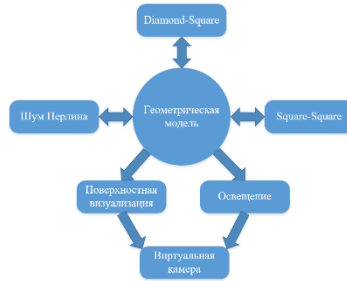 Diamond-Square
Шум Перлина
Геометрическая
модель
Square-Square
Поверхностная
визуализация
Освещение
Виртуальная
камера